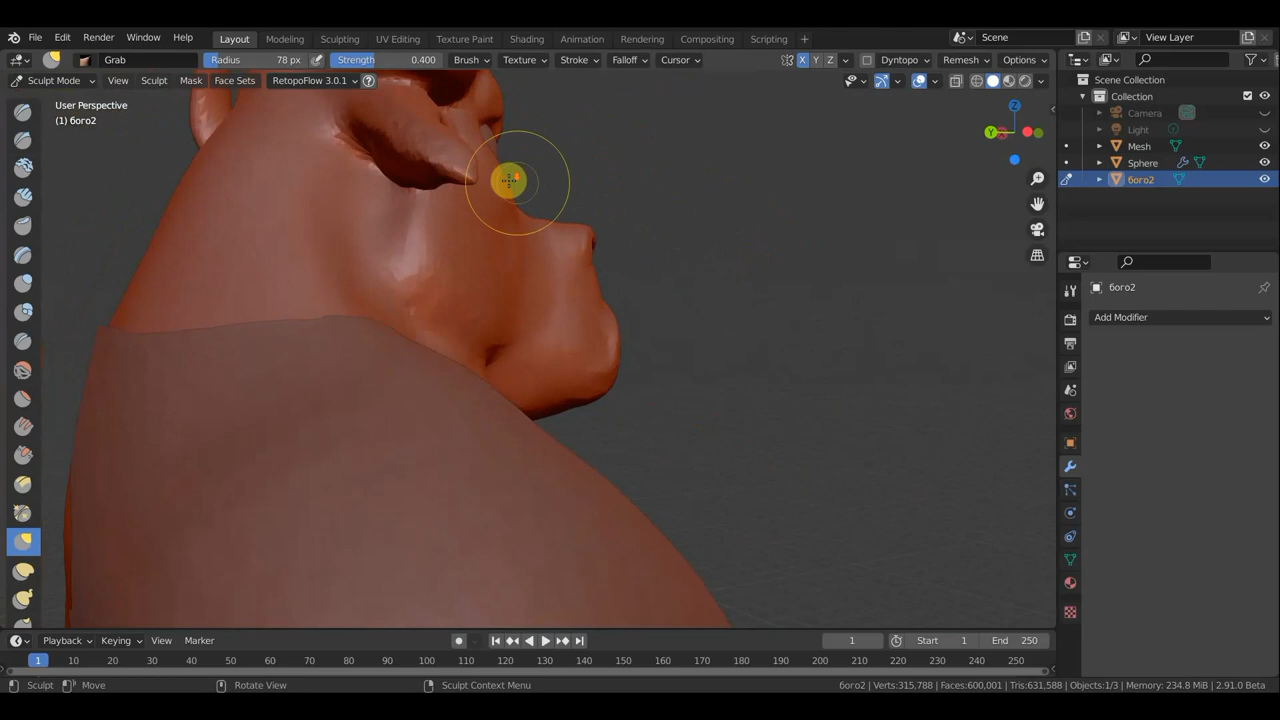 File Edit Render Window Help Layout Modeling Sculpting UV Editing Texture Paint Shading Animation Rendering Compositing Scripting + Scene View Layer
Grab Radius 78 px Strength 0.400 Brush Texture Stroke Falloff Cursor X Y Z Dyntopo Remesh Options
Sculpt Mode View Sculpt Mask Face Sets RetopoFlow 3.0.1 ?
User Perspective
(1) бого2
Z
Y
Scene Collection
Collection
Camera
Light
Mesh
Sphere
бого2
бого2
Add Modifier
Playback Keying View Marker 1 Start 1 End 250
1 10 20 30 40 50 60 70 80 90 100 110 120 130 140 150 160 170 180 190 200 210 220 230 240 250
Sculpt Move Rotate View Sculpt Context Menu бого2 | Verts:315,788 | Faces:600,001 | Tris:631,588 | Objects:1/3 | Memory: 234.8 MiB | 2.91.0 Beta